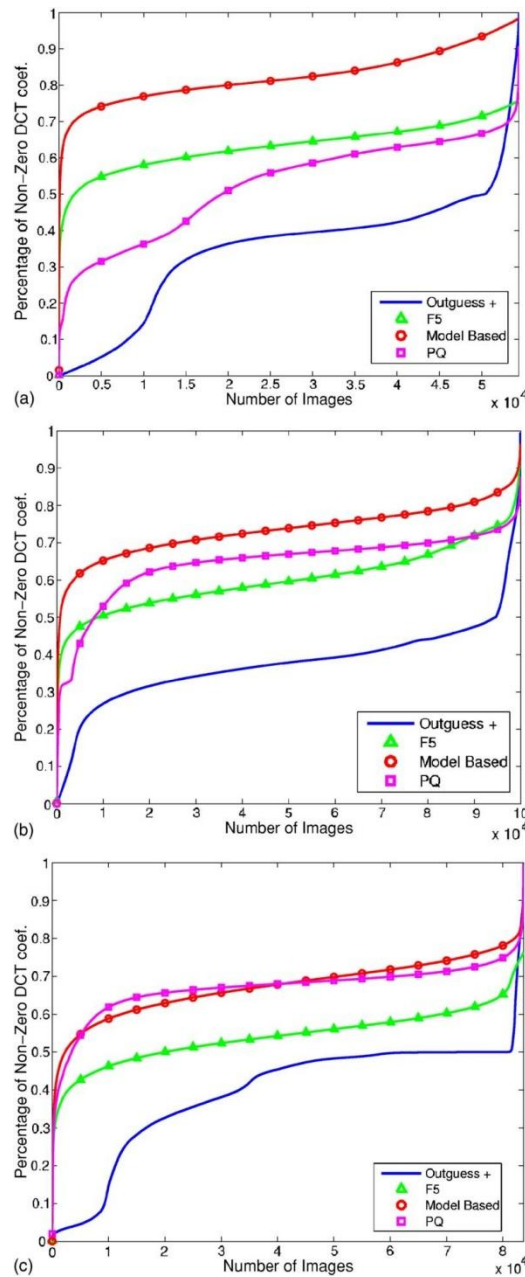 1
0.9
0.8
0.7
0.6
0.5
0.4
0.3
0.2
0.1
0
Percentage of Non-Zero DCT coef.
Outguess +
F5
Model Based
PQ
0 0.5 1 1.5 2 2.5 3 3.5 4 4.5 5
(a) Number of Images x 10⁴
1
0.9
0.8
0.7
0.6
0.5
0.4
0.3
0.2
0.1
0
Percentage of Non-Zero DCT coef.
Outguess +
F5
Model Based
PQ
0 1 2 3 4 5 6 7 8 9 10
(b) Number of Images x 10⁴
1
0.9
0.8
0.7
0.6
0.5
0.4
0.3
0.2
0.1
0
Percentage of Non-Zero DCT coef.
Outguess +
F5
Model Based
PQ
0 1 2 3 4 5 6 7 8
(c) Number of Images x 10⁴